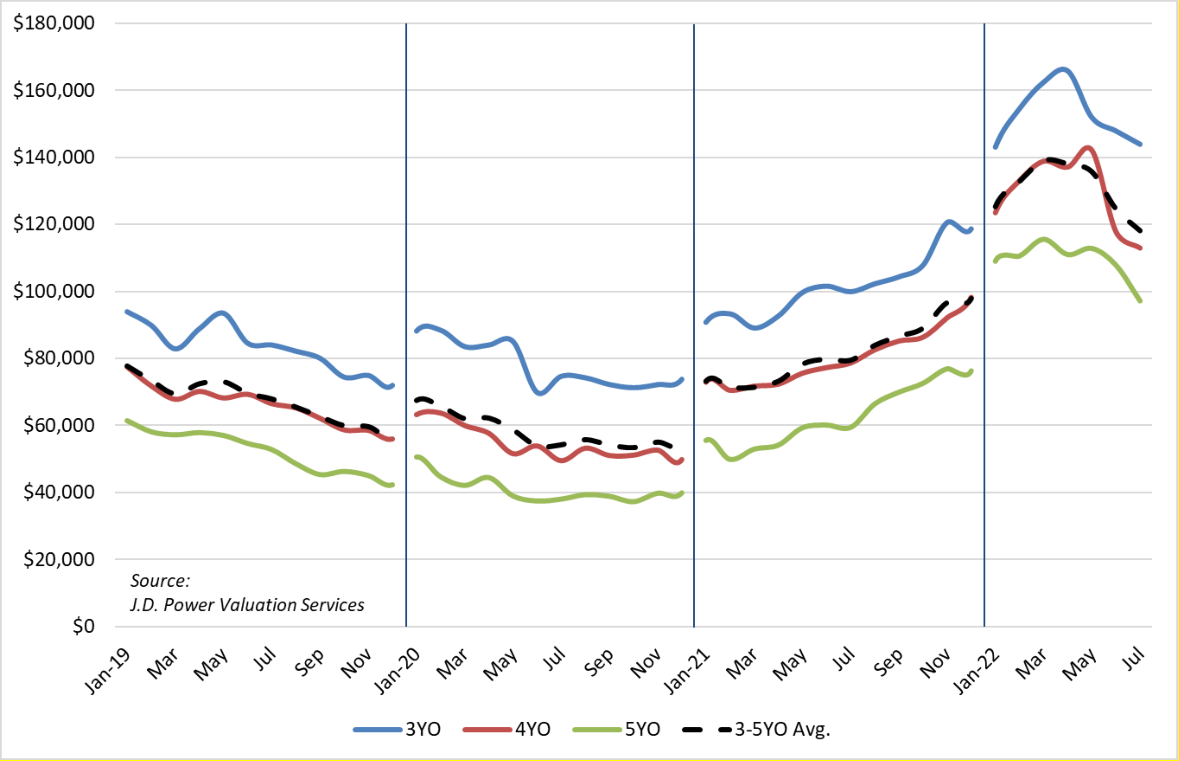 $180,000
$160,000
$140,000
$120,000
$100,000
$80,000
$60,000
$40,000
$20,000
$0
Source:
J.D. Power Valuation Services
Jan-19 Mar May Jul Sep Nov Jan-20 Mar May Jul Sep Nov Jan-21 Mar May Jul Sep Nov Jan-22 Mar May Jul
3YO 4YO 5YO 3-5YO Avg.